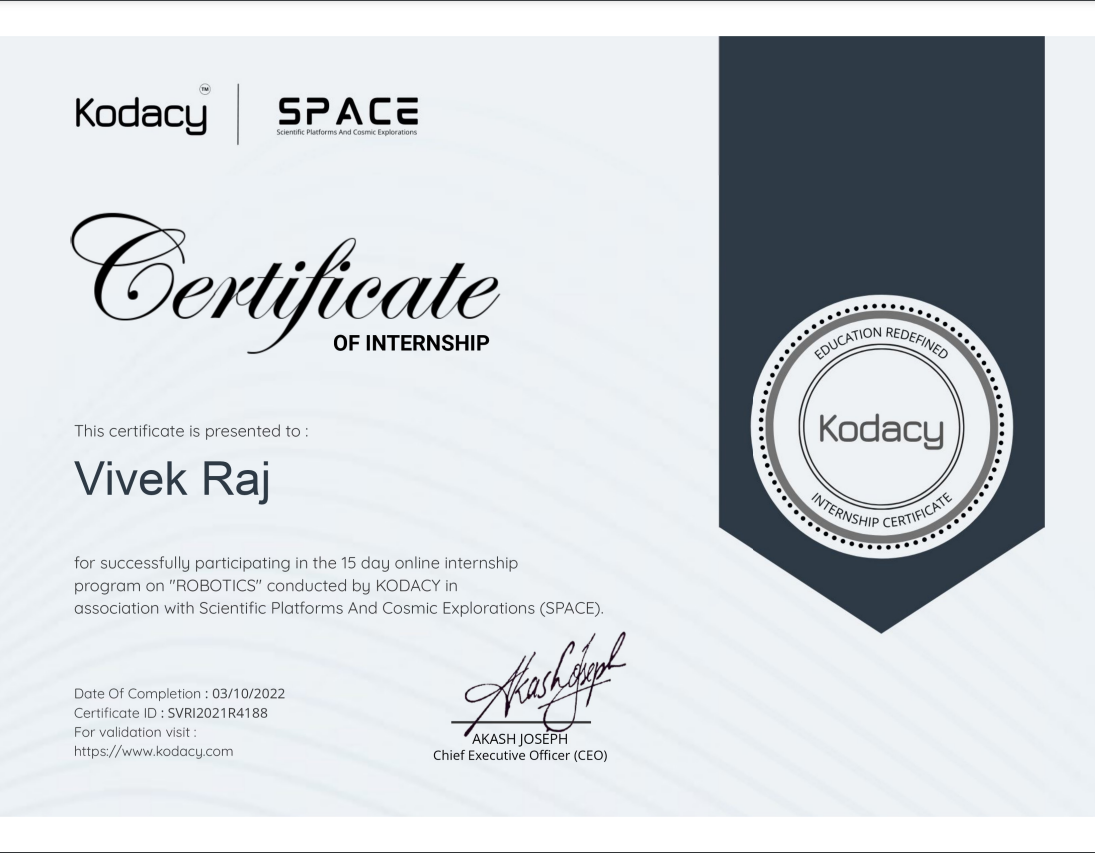 Kodacy
TM
SPACE
Scientific Platforms And Cosmic Explorations
Certificate
OF INTERNSHIP
This certificate is presented to :
Vivek Raj
for successfully participating in the 15 day online internship
program on "ROBOTICS" conducted by KODACY in
association with Scientific Platforms And Cosmic Explorations (SPACE).
Date Of Completion : 03/10/2022
Certificate ID : SVRI2021R4188
For validation visit :
https://www.kodacy.com
Akash Joseph
AKASH JOSEPH
Chief Executive Officer (CEO)
EDUCATION REDEFINED
Kodacy
INTERNSHIP CERTIFICATE